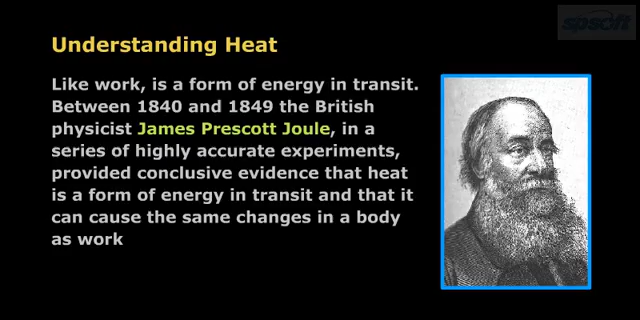 spsoft
Understanding Heat
Like work, is a form of energy in transit.
Between 1840 and 1849 the British
physicist James Prescott Joule, in a
series of highly accurate experiments,
provided conclusive evidence that heat
is a form of energy in transit and that it
can cause the same changes in a body
as work